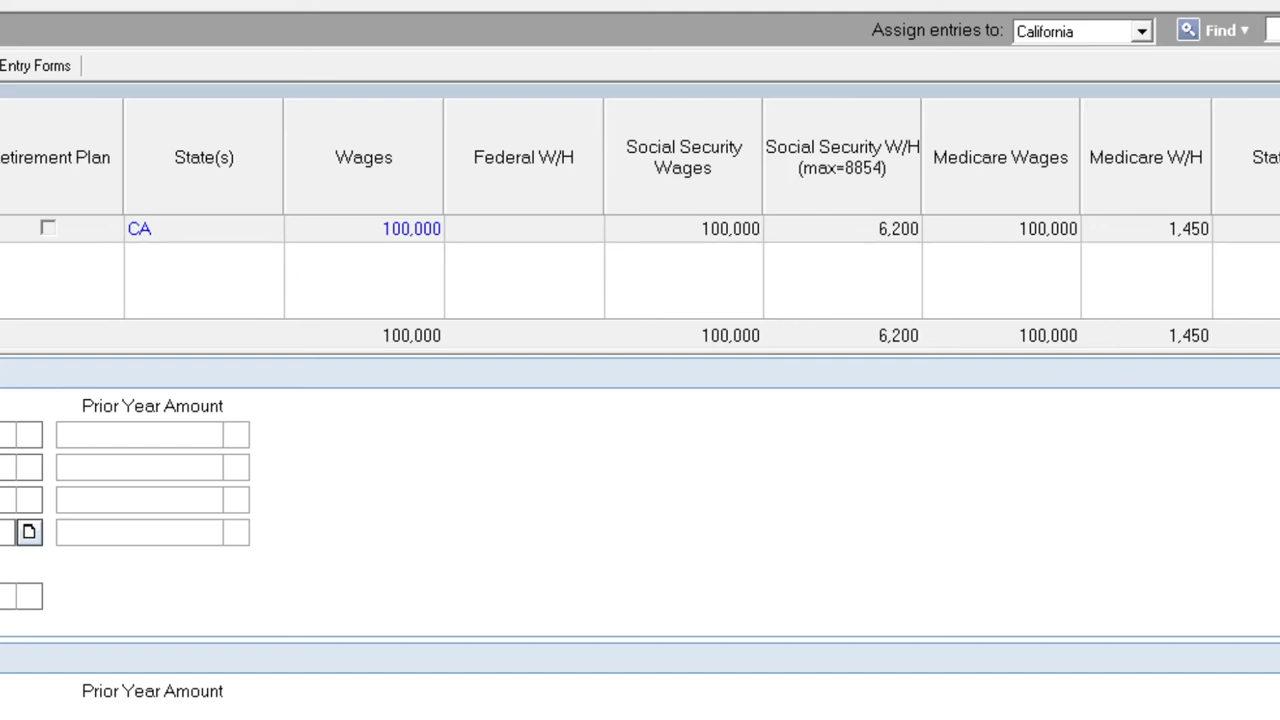 Assign entries to: California Find
Entry Forms
etirement Plan State(s) Wages Federal W/H Social Security Wages Social Security W/H (max=8854) Medicare Wages Medicare W/H Stat
CA 100,000 100,000 6,200 100,000 1,450
100,000 100,000 6,200 100,000 1,450
Prior Year Amount
Prior Year Amount